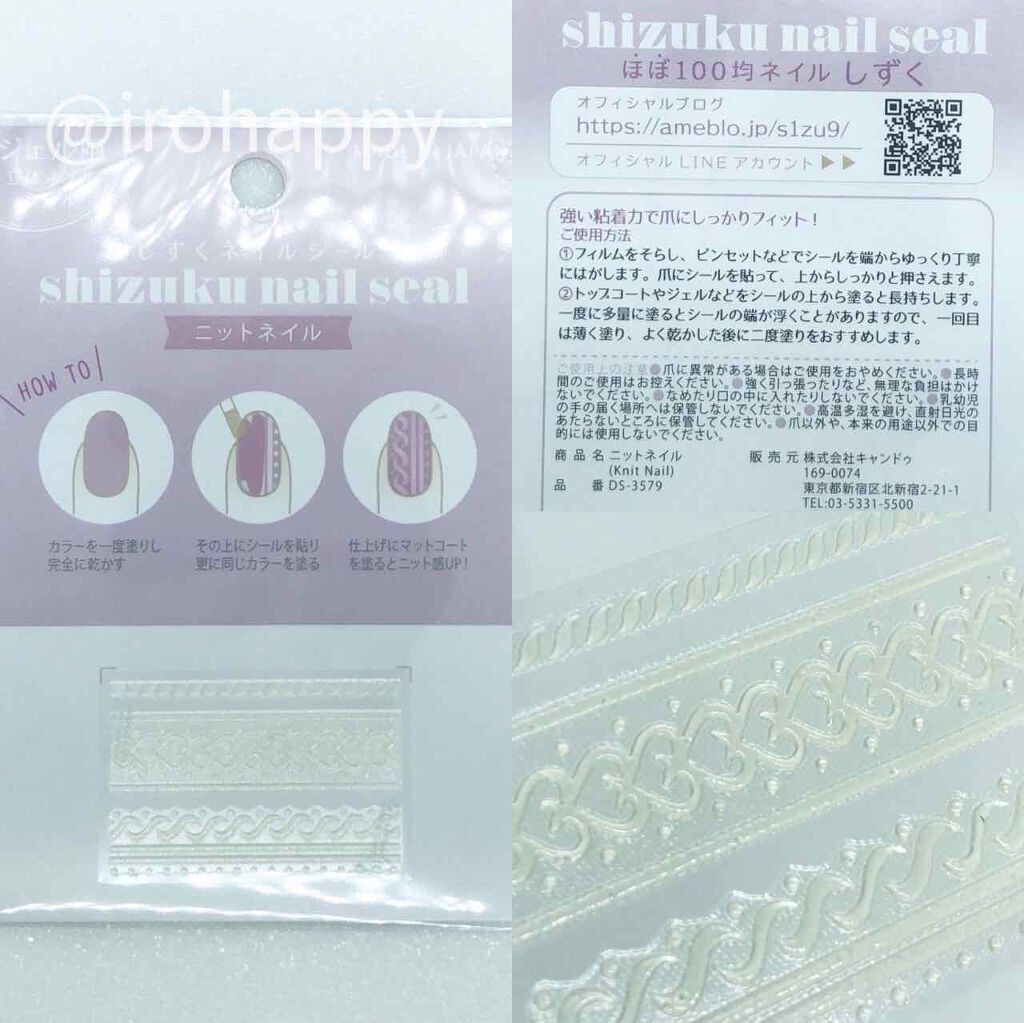 @irohappy
しずくネイルシール
shizuku nail seal
ニットネイル
HOW TO
カラーを一度塗りし
完全に乾かす
その上にシールを貼り
更に同じカラーを塗る
仕上げにマットコート
を塗るとニット感UP!
shizuku nail seal
ほぼ100均ネイル しずく
オフィシャルブログ
https://ameblo.jp/s1zu9/
オフィシャル LINE アカウント ▶▶
強い粘着力で爪にしっかりフィット!
ご使用方法
①フィルムをそらし、ピンセットなどでシールを端からゆっくり丁寧
にはがします。爪にシールを貼って、上からしっかりと押さえます。
②トップコートやジェルなどをシールの上から塗ると長持ちします。
一度に多量に塗るとシールの端が浮くことがありますので、一回目
は薄く塗り、よく乾かした後に二度塗りをおすすめします。
ご使用上の注意●爪に異常がある場合はご使用をおやめください。●長時
間のご使用はお控えください。●強く引っ張ったりなど、無理な負担はかけ
ないでください。●なめたり口の中に入れたりしないでください。●乳幼児
の手の届く場所へは保管しないでください。●高温多湿を避け、直射日光の
あたらないところに保管してください。●爪以外や、本来の用途以外での目
的には使用しないでください。
商品名 ニットネイル
(Knit Nail)
品番 DS-3579
販売元 株式会社キャンドゥ
169-0074
東京都新宿区北新宿2-21-1
TEL:03-5331-5500